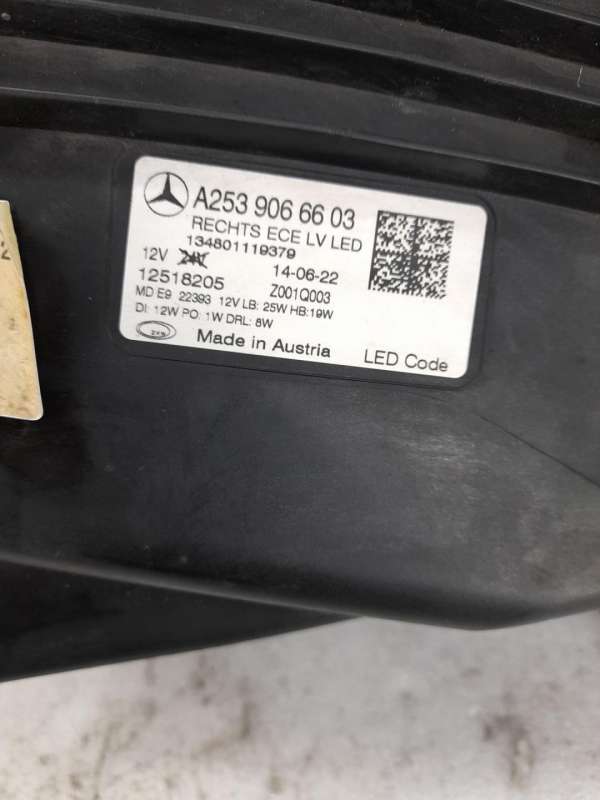 A253 906 66 03
RECHTS ECE LV LED
134801119379
12V 24V 14-06-22
12518205 Z001Q003
MD E9 22393 12V LB: 25W HB:19W
DI: 12W PO: 1W DRL: 8W
ZKW Made in Austria LED Code